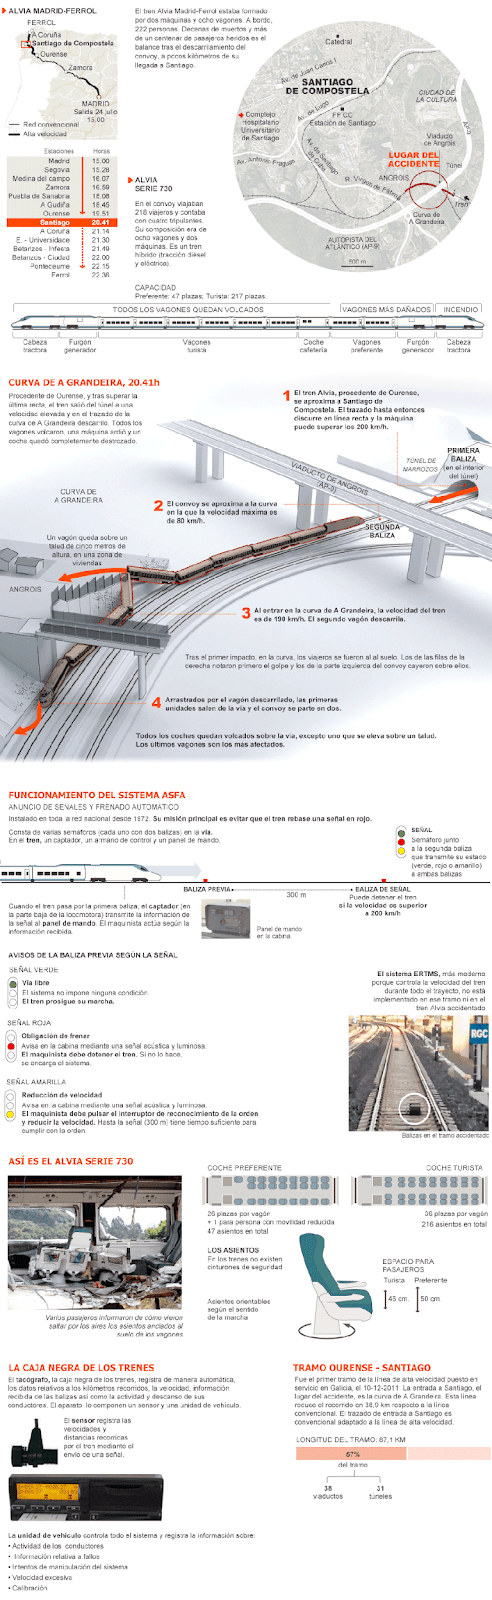 ALVIA MADRID-FERROL
FERROL
A Coruña
Santiago de Compostela
Ourense
Zamora
MADRID
Salida 24 julio
15.00
Red convencional
Alta velocidad
El tren Alvia Madrid-Ferrol estaba formado
por dos máquinas y ocho vagones. A bordo,
222 personas. Decenas de muertos y más
de un centenar de pasajeros heridos es el
balance tras el descarrilamiento del
convoy, a pocos kilómetros de su
llegada a Santiago.
Estaciones Horas
Madrid 15.00
Segovia 15.28
Medina del campo 16.07
Zamora 16.59
Puebla de Sanabria 18.08
A Gudiña 18.45
Ourense 19.51
Santiago 20.41
A Coruña 21.14
E. - Universidade 21.30
Betanzos - Infesta 21.49
Betanzos - Ciudad 22.00
Pontedeume 22.15
Ferrol 22.36
ALVIA
SERIE 730
En el convoy viajaban
218 viajeros y contaba
con cuatro tripulantes.
Su composición era de
ocho vagones y dos
máquinas. Es un tren
híbrido (tracción diesel
y eléctrico).
CAPACIDAD
Preferente: 47 plazas; Turista: 217 plazas.
Catedral
Av. de Juan Carlos I
SANTIAGO
DE COMPOSTELA
CIUDAD DE
LA CULTURA
Av. de Lugo
Complejo
Hospitalario
Universitario
de Santiago
FF CC
Estación de Santiago
Viaducto
de Angrois
LUGAR DEL
ACCIDENTE
Túnel
Av. Antonio Fraguas
ANGROIS
Tren
Curva de
A Grandeira
AUTOPISTA DEL
ATLÁNTICO (AP-9)
500 m
TODOS LOS VAGONES QUEDAN VOLCADOS
VAGONES MÁS DAÑADOS
INCENDIO
Cabeza
tractora
Furgón
generador
Vagones
turista
Coche
cafetería
Vagones
preferente
Furgón
generador
Cabeza
tractora
CURVA DE A GRANDEIRA, 20.41h
Procedente de Ourense, y tras superar la
última recta, el tren salió del túnel a una
velocidad elevada y en el trazado de la
curva de A Grandeira descarriló. Todos los
vagones volcaron, una máquina ardió y un
coche quedó completamente destrozado.
1 El tren Alvia, procedente de Ourense,
se aproxima a Santiago de
Compostela. El trazado hasta entonces
discurre en línea recta y la máquina
puede superar los 200 km/h.
TÚNEL DE
MARROZOS
PRIMERA
BALIZA
(en el interior
del túnel)
VIADUCTO DE ANGROIS
(AP-9)
CURVA DE
A GRANDEIRA
2 El convoy se aproxima a la curva
en la que la velocidad máxima es
de 80 km/h.
SEGUNDA
BALIZA
Un vagón queda sobre un
talud de cinco metros de
altura, en una zona de
viviendas
ANGROIS
3 Al entrar en la curva de A Grandeira, la velocidad del tren
es de 190 km/h. El segundo vagón descarrila.
Tras el primer impacto, en la curva, los viajeros se fueron al al suelo. Los de las filas de la
derecha notaron primero el golpe y los de la parte izquierda del convoy cayeron sobre ellos.
4 Arrastrados por el vagón descarrilado, las primeras
unidades salen de la vía y el convoy se parte en dos.
Todos los coches quedan volcados sobre la vía, excepto uno que se eleva sobre un talud.
Los últimos vagones son los más afectados.
FUNCIONAMIENTO DEL SISTEMA ASFA
ANUNCIO DE SEÑALES Y FRENADO AUTOMÁTICO
Instalado en toda la red nacional desde 1972. Su misión principal es evitar que el tren rebase una señal en rojo.
Consta de varias semáforos (cada uno con dos balizas) en la vía.
En el tren, un captador, un armario de control y un panel de mando.
SEÑAL
Semáforo junto
a la segunda baliza
que transmite su estado
(verde, rojo o amarillo)
a ambas balizas
BALIZA PREVIA
300 m
BALIZA DE SEÑAL
Puede detener el tren
si la velocidad es superior
a 200 km/h
Cuando el tren pasa por la primera baliza, el captador (en
la parte baja de la locomotora) transmite la información de
la señal al panel de mando. El maquinista actúa según la
información recibida.
Panel de mando
en la cabina
AVISOS DE LA BALIZA PREVIA SEGÚN LA SEÑAL
SEÑAL VERDE
Vía libre
El sistema no impone ninguna condición.
El tren prosigue su marcha.
SEÑAL ROJA
Obligación de frenar
Avisa en la cabina mediante una señal acústica y luminosa.
El maquinista debe detener el tren. Si no lo hace,
se encarga el sistema.
SEÑAL AMARILLA
Reducción de velocidad
Avisa en la cabina mediante una señal acústica y luminosa.
El maquinista debe pulsar el interruptor de reconocimiento de la orden
y reducir la velocidad. Hasta la señal (300 m) tiene tiempo suficiente para
cumplir con la orden.
El sistema ERTMS, más moderno
porque controla la velocidad del tren
durante todo el trayecto, no está
implementado en ese tramo ni en el
tren Alvia accidentado
RGC
Balizas en el tramo accidentado
ASÍ ES EL ALVIA SERIE 730
Varios pasajeros informaron de cómo vieron
saltar por los aires los asientos anclados al
suelo de los vagones
COCHE PREFERENTE
26 plazas por vagón
+ 1 para persona con movilidad reducida
47 asientos en total
COCHE TURISTA
36 plazas por vagón
216 asientos en total
LOS ASIENTOS
En los trenes no existen
cinturones de seguridad
Asientos orientables
según el sentido
de la marcha
ESPACIO PARA
PASAJEROS
Turista Preferente
45 cm. 50 cm.
LA CAJA NEGRA DE LOS TRENES
El tacógrafo, la caja negra de los trenes, registra de manera automática,
los datos relativos a los kilómetros recorridos, la velocidad, información
recibida de las balizas así como la actividad y descanso de sus
conductores. El aparato lo componen un sensor y una unidad de vehículo.
El sensor registra las
velocidades y
distancias recorridas
por el tren mediante el
envío de una señal.
La unidad de vehículo controla todo el sistema y registra la información sobre:
• Actividad de los conductores
• Información relativa a fallos
• Intentos de manipulación del sistema
• Velocidad excesiva
• Calibración
TRAMO OURENSE - SANTIAGO
Fue el primer tramo de la línea de alta velocidad puesto en
servicio en Galicia, el 10-12-2011. La entrada a Santiago, el
lugar del accidente, es la curva de A Grandeira. Esta línea
reduce el recorrido en 38,9 km respecto a la línea
convencional. El trazado de entrada a Santiago es
convencional adaptado a la línea de alta velocidad.
LONGITUD DEL TRAMO: 87,1 KM
57%
del tramo
38
viaductos
31
túneles